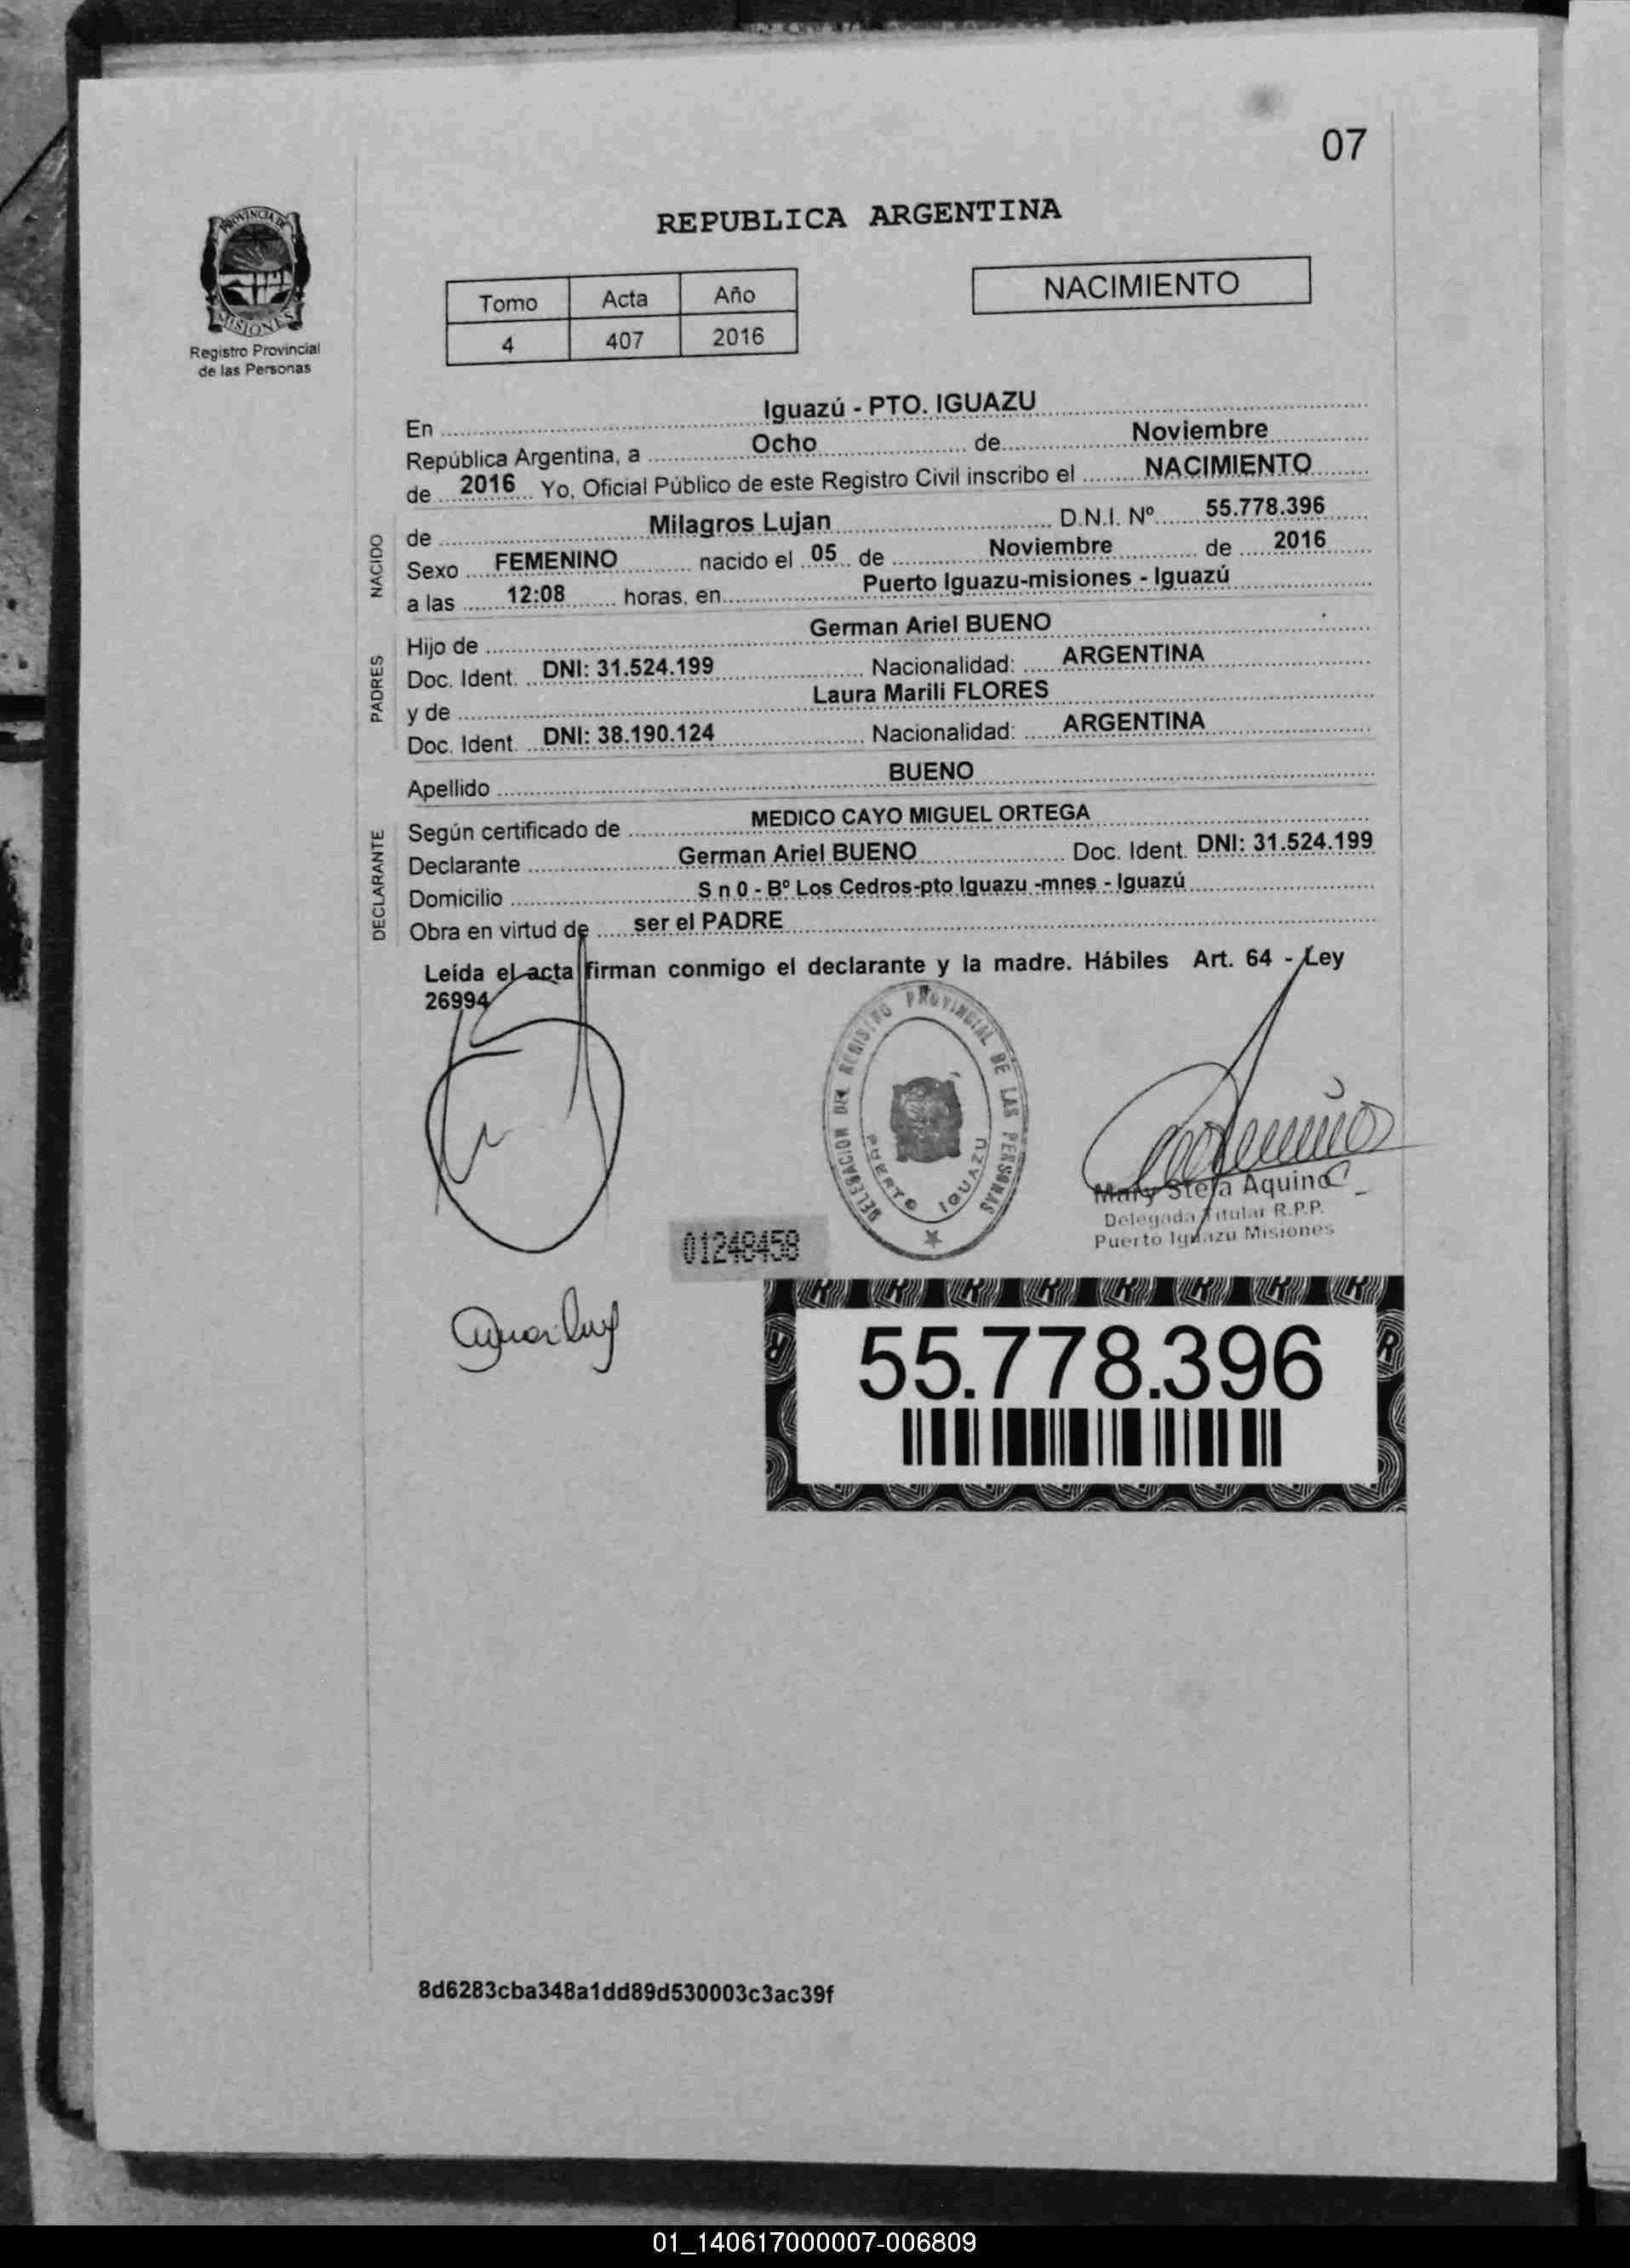 07
REPUBLICA ARGENTINA
PROVINCIA DE
MISIONES
Registro Provincial
de las Personas
Tomo Acta Año
4 407 2016
NACIMIENTO
En Iguazú - PTO. IGUAZU
República Argentina, a Ocho de Noviembre
de 2016 Yo, Oficial Público de este Registro Civil inscribo el NACIMIENTO
NACIDO
de Milagros Lujan D.N.I. Nº 55.778.396
Sexo FEMENINO nacido el 05 de Noviembre de 2016
a las 12:08 horas, en Puerto Iguazu-misiones - Iguazú
PADRES
Hijo de German Ariel BUENO
Doc. Ident. DNI: 31.524.199 Nacionalidad: ARGENTINA
y de Laura Marili FLORES
Doc. Ident. DNI: 38.190.124 Nacionalidad: ARGENTINA
Apellido BUENO
DECLARANTE
Según certificado de MEDICO CAYO MIGUEL ORTEGA
Declarante German Ariel BUENO Doc. Ident. DNI: 31.524.199
Domicilio S n 0 - Bº Los Cedros-pto Iguazu -mnes - Iguazú
Obra en virtud de ser el PADRE
Leída el acta firman conmigo el declarante y la madre. Hábiles Art. 64 - Ley
26994
DELEGACION DEL REGISTRO PROVINCIAL DE LAS PERSONAS
PUERTO IGUAZU
Mary Stela Aquino
Delegada Titular R.P.P.
Puerto Iguazu Misiones
01248458
55.778.396
8d6283cba348a1dd89d530003c3ac39f
01_140617000007-006809